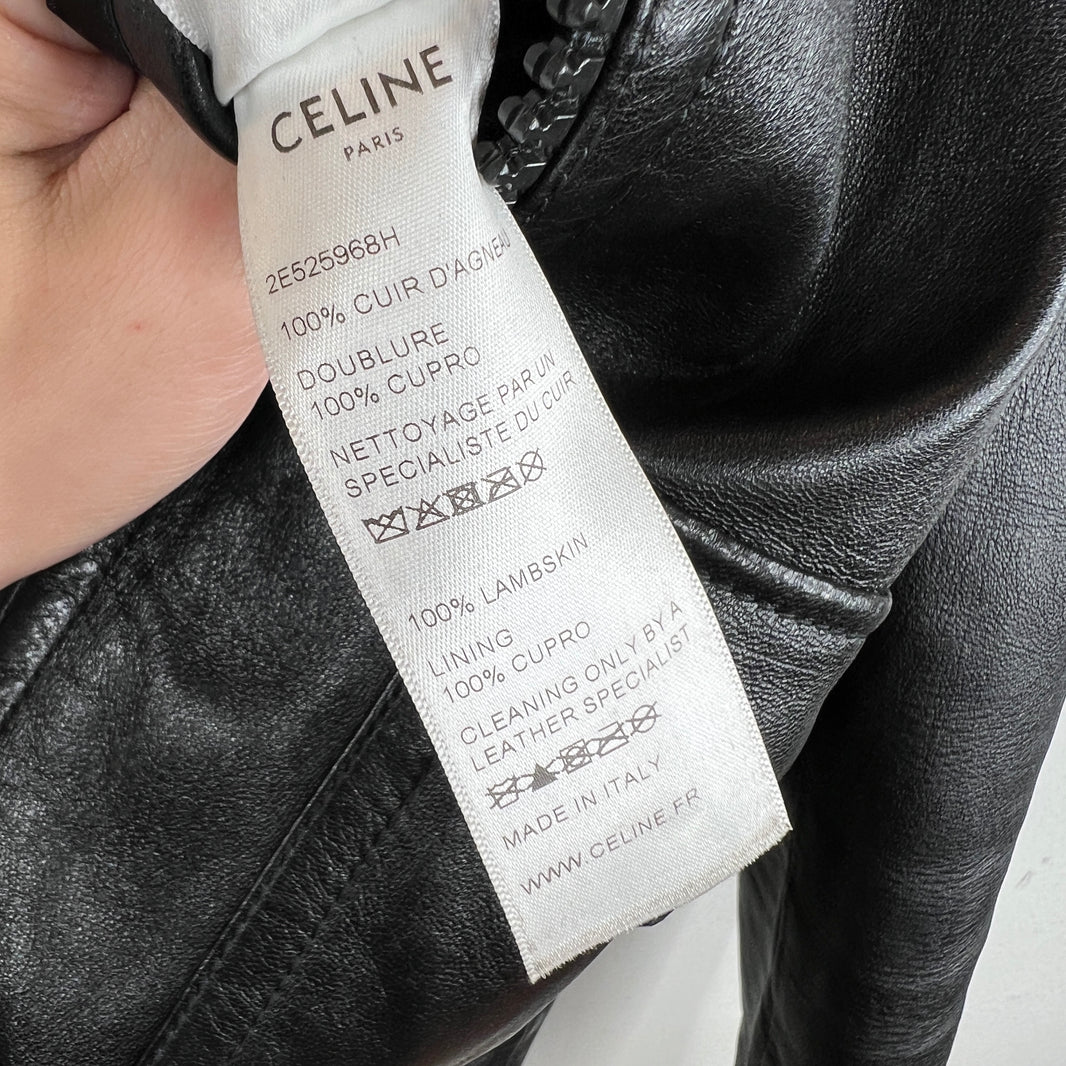 CELINE
PARIS
2E525968H
100% CUIR D'AGNEAU
DOUBLURE
100% CUPRO
NETTOYAGE PAR UN
SPECIALISTE DU CUIR
100% LAMBSKIN
LINING
100% CUPRO
CLEANING ONLY BY A
LEATHER SPECIALIST
MADE IN ITALY
WWW.CELINE.FR